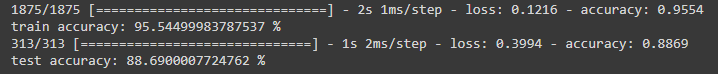 1875/1875 [==============================] - 2s 1ms/step - loss: 0.1216 - accuracy: 0.9554
train accuracy: 95.54499983787537 %
313/313 [==============================] - 1s 2ms/step - loss: 0.3994 - accuracy: 0.8869
test accuracy: 88.6900007724762 %